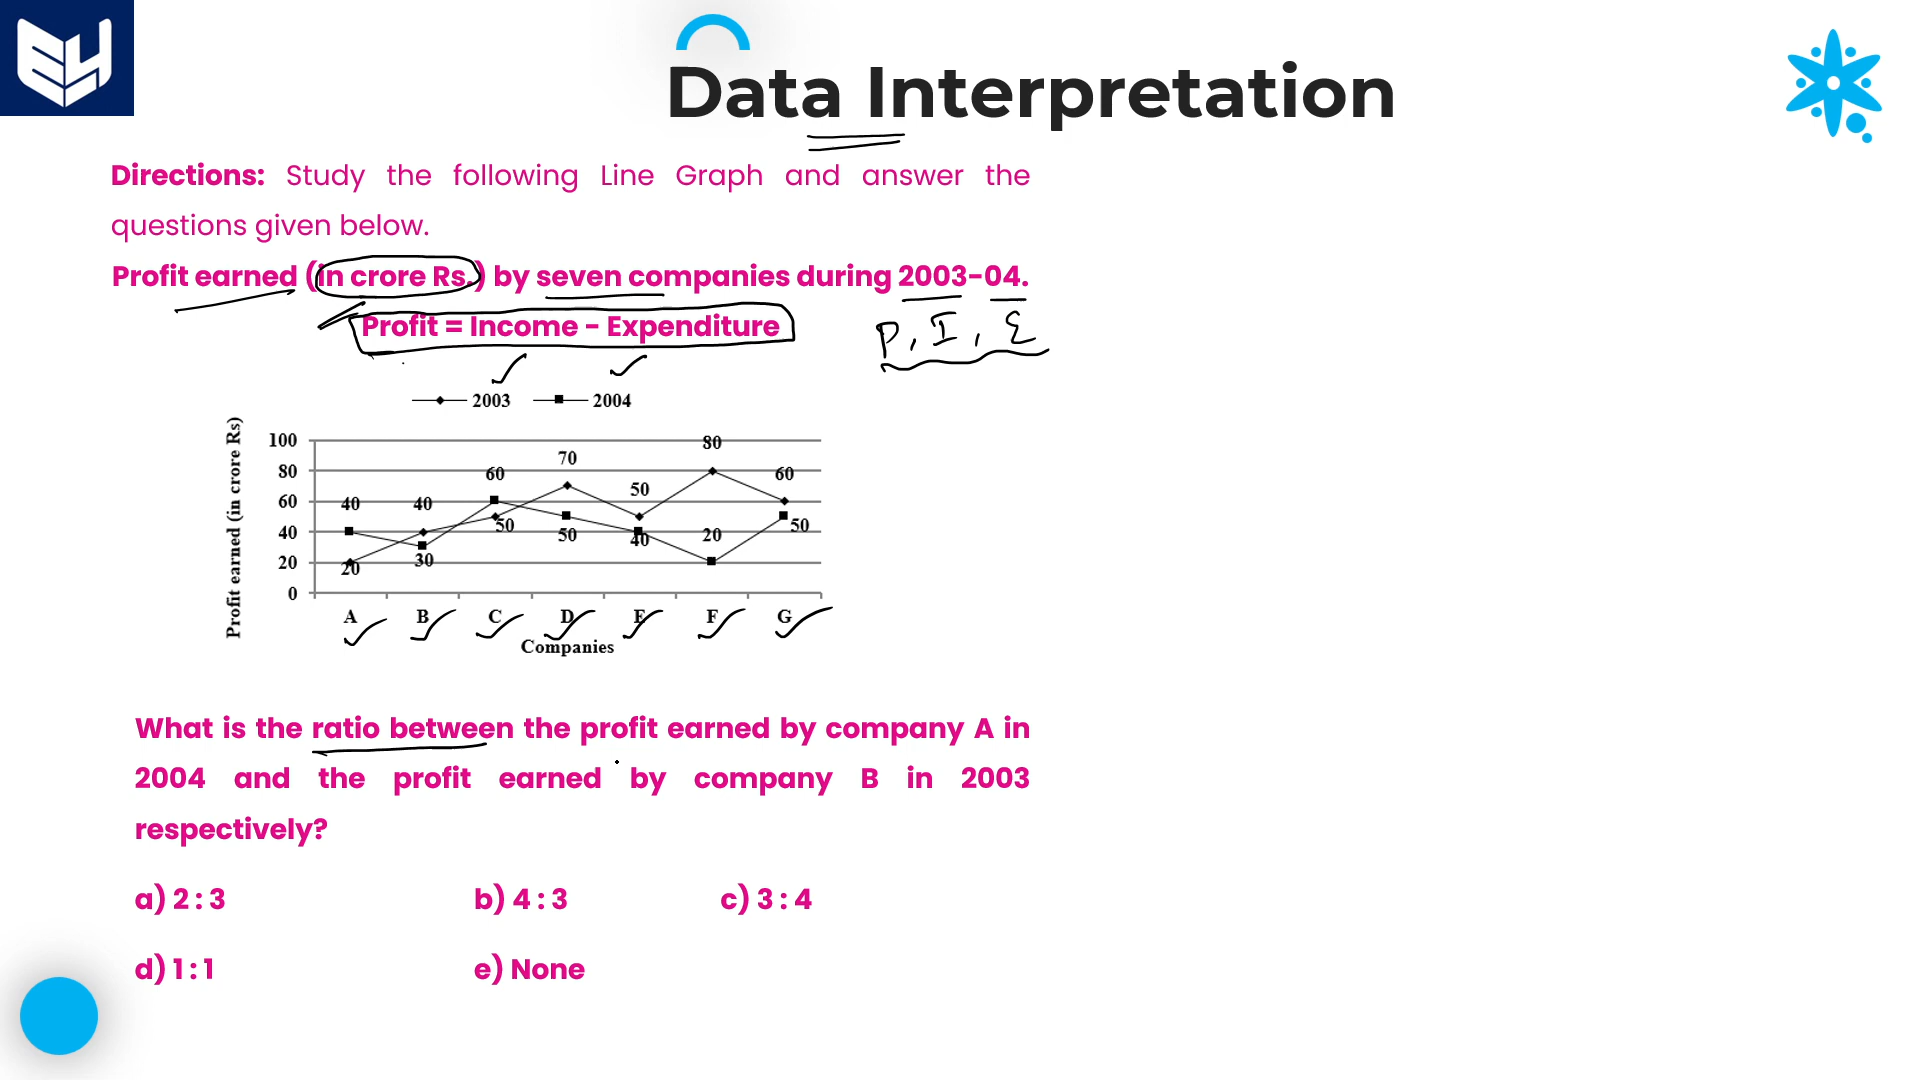 EY
Data Interpretation
Directions: Study the following Line Graph and answer the
questions given below.
Profit earned (in crore Rs.) by seven companies during 2003-04.
Profit = Income - Expenditure
P, I, E
2003 2004
Profit earned (in crore Rs)
100
80
60
40
20
0
40 40 60 70 50 80 60
20 30 50 50 40 20 50
A B C D E F G
Companies
What is the ratio between the profit earned by company A in
2004 and the profit earned by company B in 2003
respectively?
a) 2 : 3 b) 4 : 3 c) 3 : 4
d) 1 : 1 e) None